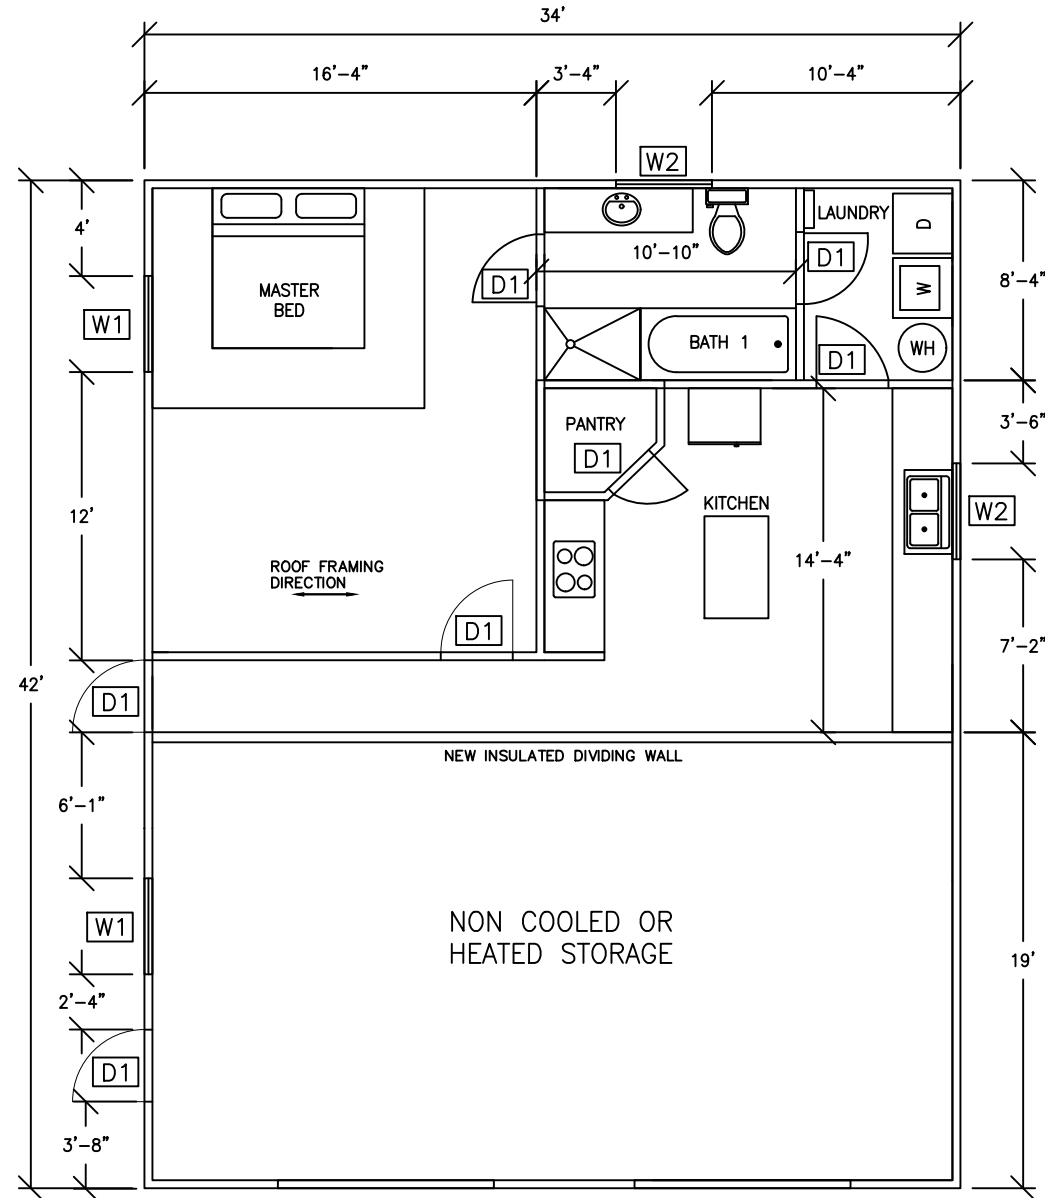 34'
16'-4"
3'-4"
10'-4"
W2
4'
LAUNDRY
D
10'-10"
D1
D1
8'-4"
MASTER
BED
W
W1
BATH 1
D1
WH
PANTRY
3'-6"
D1
KITCHEN
W2
12'
14'-4"
ROOF FRAMING
DIRECTION
D1
7'-2"
42'
D1
NEW INSULATED DIVIDING WALL
6'-1"
W1
NON COOLED OR
HEATED STORAGE
19'
2'-4"
D1
3'-8"